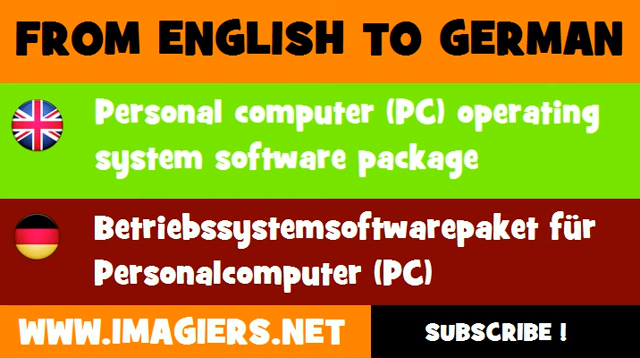 FROM ENGLISH TO GERMAN
Personal computer (PC) operating
system software package
Betriebssystemsoftwarepaket für
Personalcomputer (PC)
WWW.IMAGIERS.NET
SUBSCRIBE !